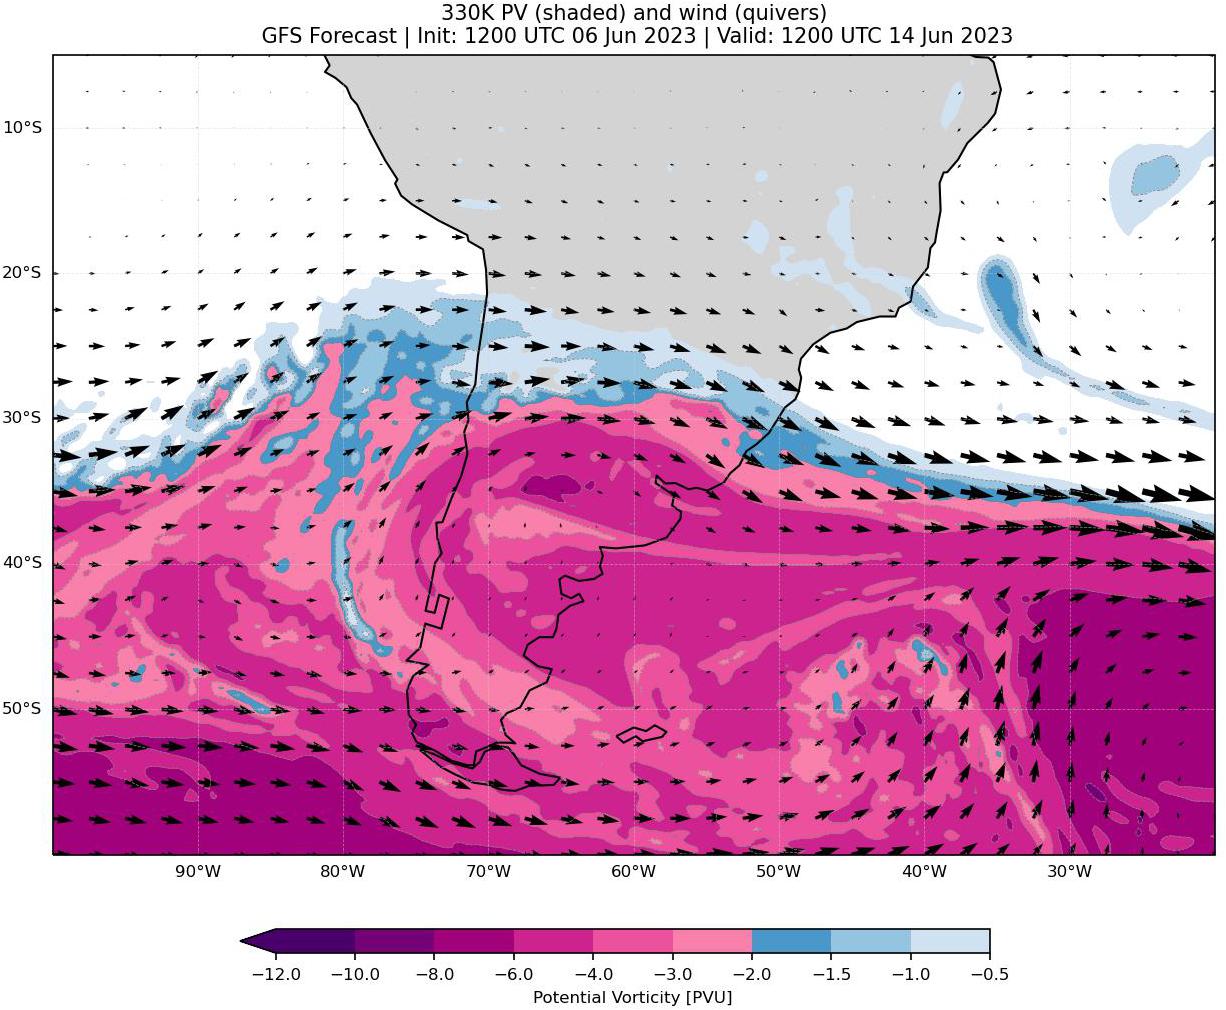 330K PV (shaded) and wind (quivers)
GFS Forecast | Init: 1200 UTC 06 Jun 2023 | Valid: 1200 UTC 14 Jun 2023
10°S
20°S
30°S
40°S
50°S
90°W 80°W 70°W 60°W 50°W 40°W 30°W
−12.0 −10.0 −8.0 −6.0 −4.0 −3.0 −2.0 −1.5 −1.0 −0.5
Potential Vorticity [PVU]